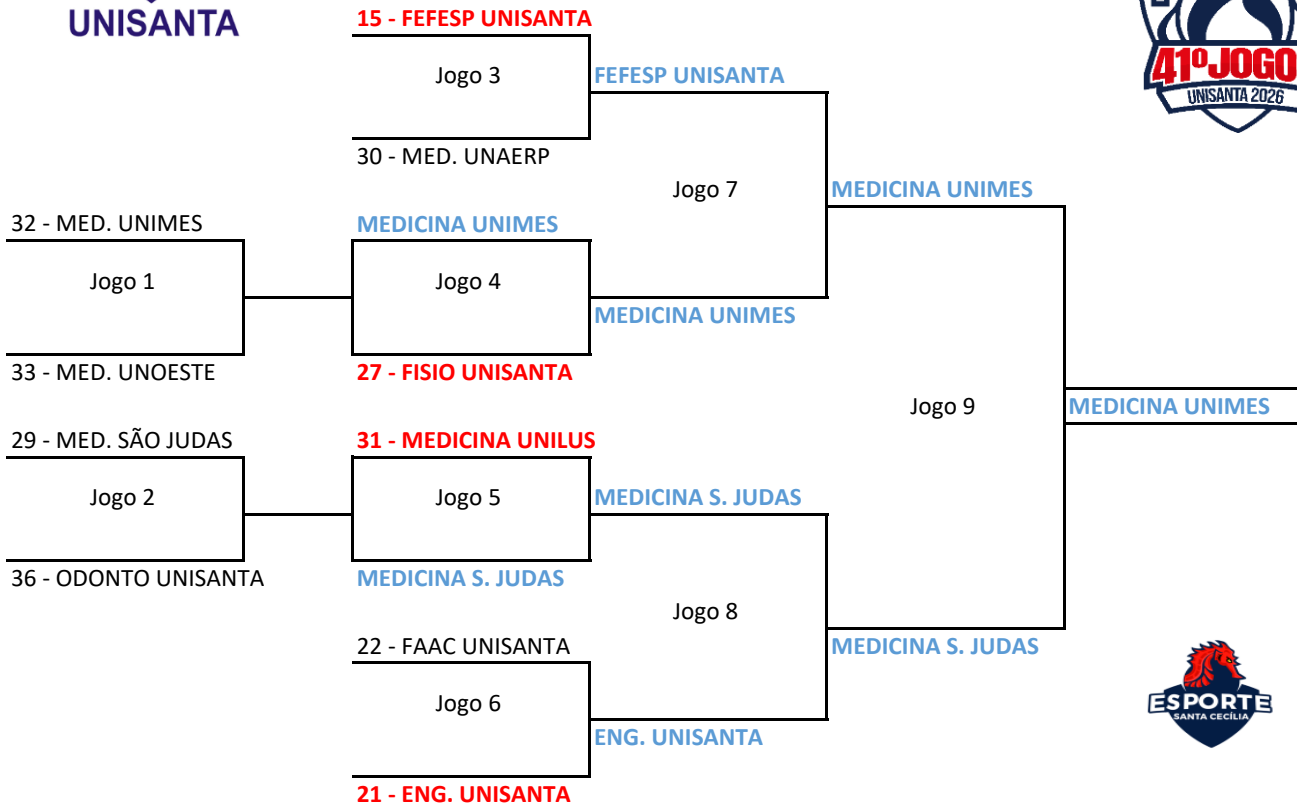 UNISANTA
15 - FEFESP UNISANTA
Jogo 3
FEFESP UNISANTA
30 - MED. UNAERP
41º JOGO
UNISANTA 2026
Jogo 7
MEDICINA UNIMES
32 - MED. UNIMES
MEDICINA UNIMES
Jogo 1
Jogo 4
MEDICINA UNIMES
33 - MED. UNOESTE
27 - FISIO UNISANTA
Jogo 9
MEDICINA UNIMES
29 - MED. SÃO JUDAS
31 - MEDICINA UNILUS
Jogo 2
Jogo 5
MEDICINA S. JUDAS
36 - ODONTO UNISANTA
MEDICINA S. JUDAS
Jogo 8
22 - FAAC UNISANTA
MEDICINA S. JUDAS
Jogo 6
ENG. UNISANTA
21 - ENG. UNISANTA
ESPORTE
SANTA CECÍLIA